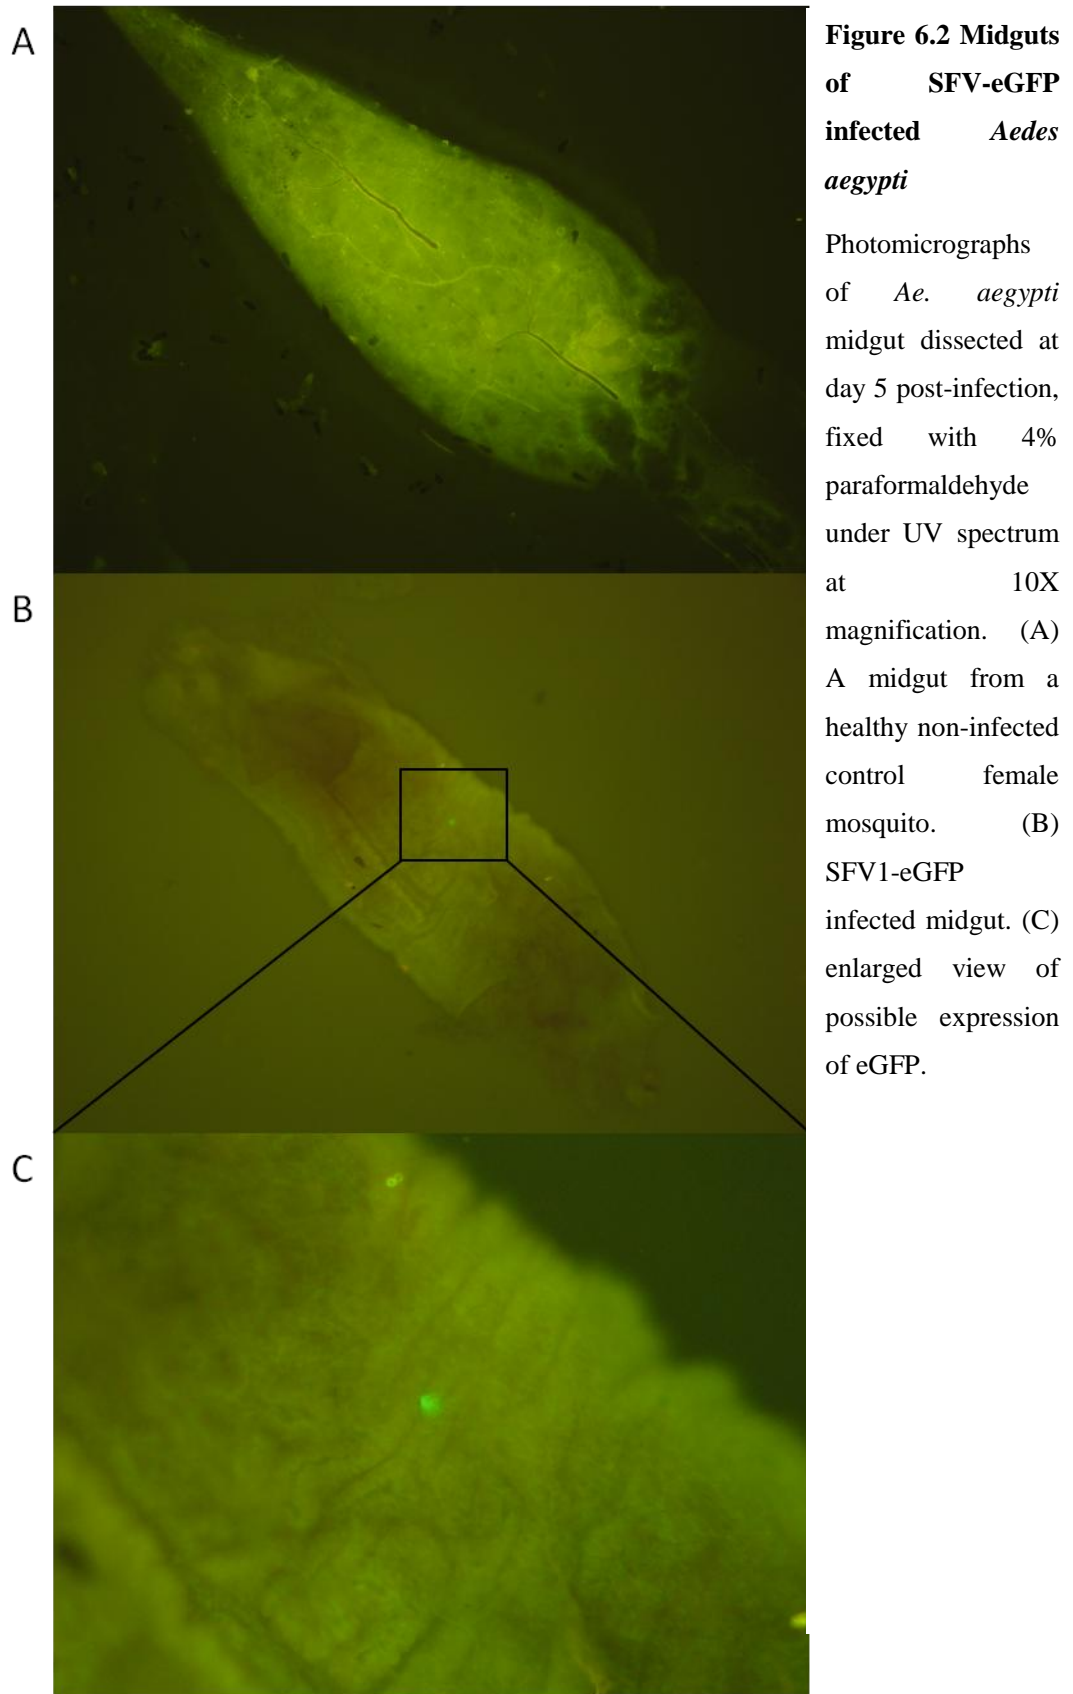 A
B
C
Figure 6.2 Midguts
of SFV-eGFP
infected Aedes
aegypti
Photomicrographs
of Ae. aegypti
midgut dissected at
day 5 post-infection,
fixed with 4%
paraformaldehyde
under UV spectrum
at 10X
magnification. (A)
A midgut from a
healthy non-infected
control female
mosquito. (B)
SFV1-eGFP
infected midgut. (C)
enlarged view of
possible expression
of eGFP.